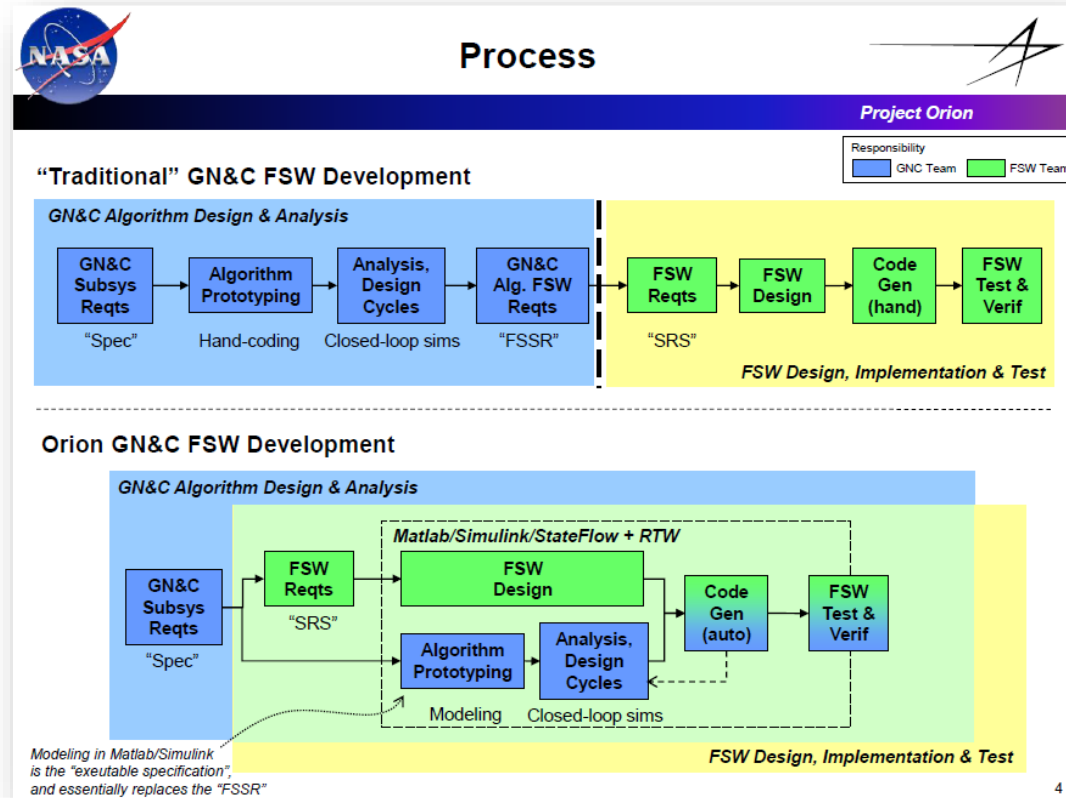 NASA
Process
Project Orion
Responsibility
GNC Team
FSW Team
“Traditional” GN&C FSW Development
GN&C Algorithm Design & Analysis
GN&C
Subsys
Reqts
Algorithm
Prototyping
Analysis,
Design
Cycles
GN&C
Alg. FSW
Reqts
FSW
Reqts
FSW
Design
Code
Gen
(hand)
FSW
Test &
Verif
“Spec”
Hand-coding
Closed-loop sims
“FSSR”
“SRS”
FSW Design, Implementation & Test
Orion GN&C FSW Development
GN&C Algorithm Design & Analysis
Matlab/Simulink/StateFlow + RTW
GN&C
Subsys
Reqts
“Spec”
FSW
Reqts
“SRS”
FSW
Design
Algorithm
Prototyping
Modeling
Analysis,
Design
Cycles
Closed-loop sims
Code
Gen
(auto)
FSW
Test &
Verif
Modeling in Matlab/Simulink
is the “exeutable specification”,
and essentially replaces the “FSSR”
FSW Design, Implementation & Test
4